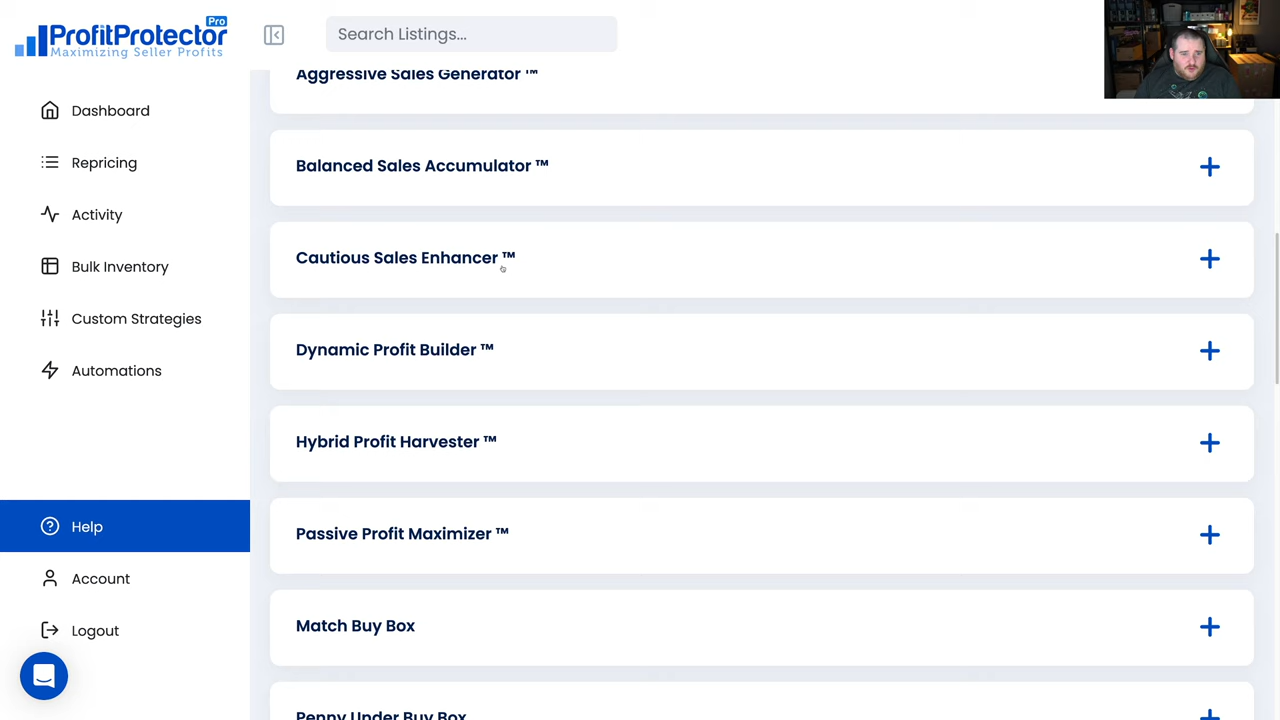 ProfitProtector Pro
Maximizing Seller Profits
Search Listings...
Dashboard
Repricing
Activity
Bulk Inventory
Custom Strategies
Automations
Help
Account
Logout
Aggressive Sales Generator ™
Balanced Sales Accumulator ™
Cautious Sales Enhancer ™
Dynamic Profit Builder ™
Hybrid Profit Harvester ™
Passive Profit Maximizer ™
Match Buy Box
Penny Under Buy Box